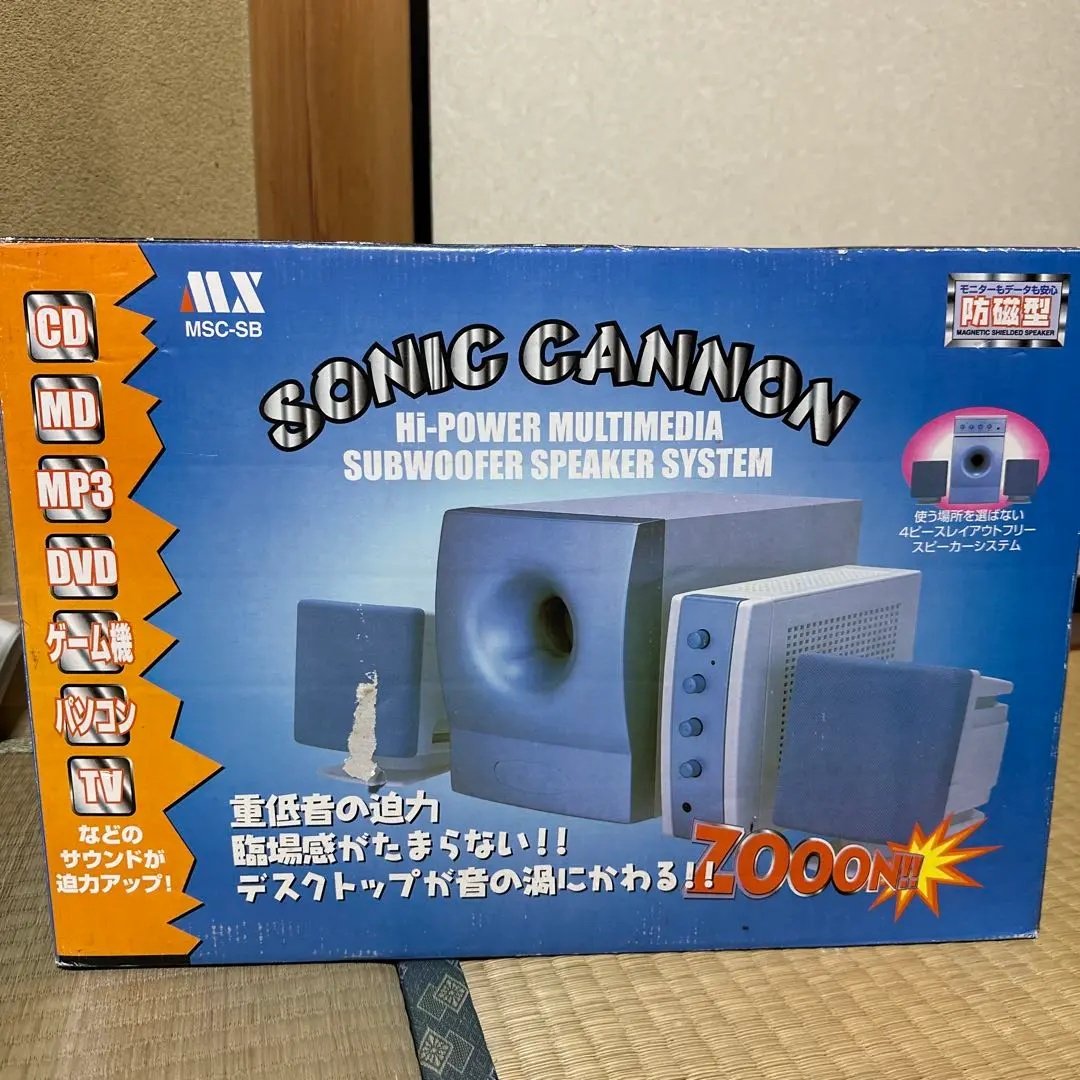 CD
MD
MP3
DVD
ゲーム機
パソコン
TV
などの
サウンドが
迫力アップ!
MX
MSC-SB
SONIC CANNON
Hi-POWER MULTIMEDIA
SUBWOOFER SPEAKER SYSTEM
モニターもデータも安心
防磁型
MAGNETIC SHIELDED SPEAKER
使う場所を選ばない
4ピースレイアウトフリー
スピーカーシステム
重低音の迫力
臨場感がたまらない!!
デスクトップが音の渦にかわる!!
ZOOON!!